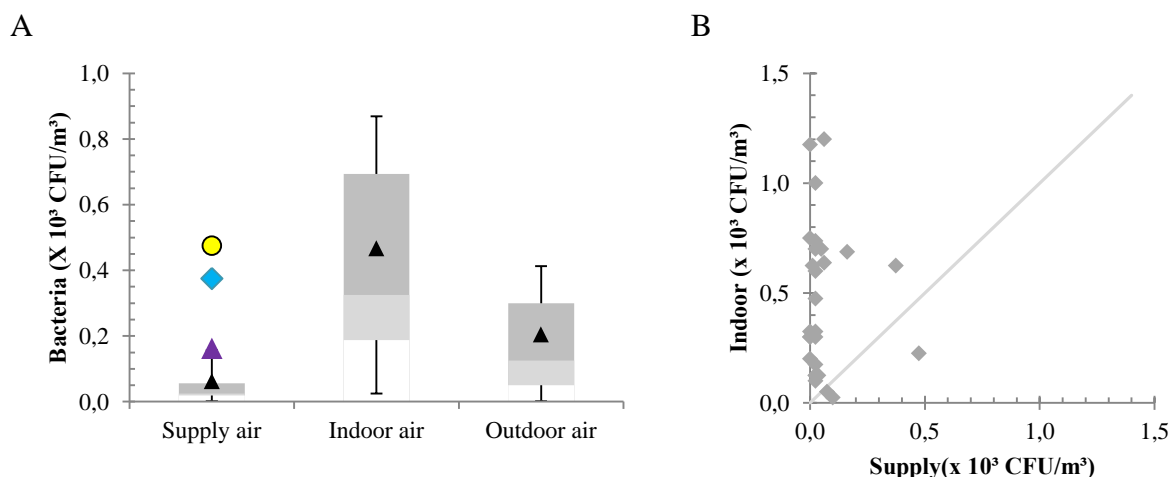 A
Bacteria (X 10³ CFU/m³)
1,0
0,8
0,6
0,4
0,2
0,0
Supply air Indoor air Outdoor air
B
Indoor (x 10³ CFU/m³)
1,5
1,0
0,5
0,0
0,0 0,5 1,0 1,5
Supply(x 10³ CFU/m³)